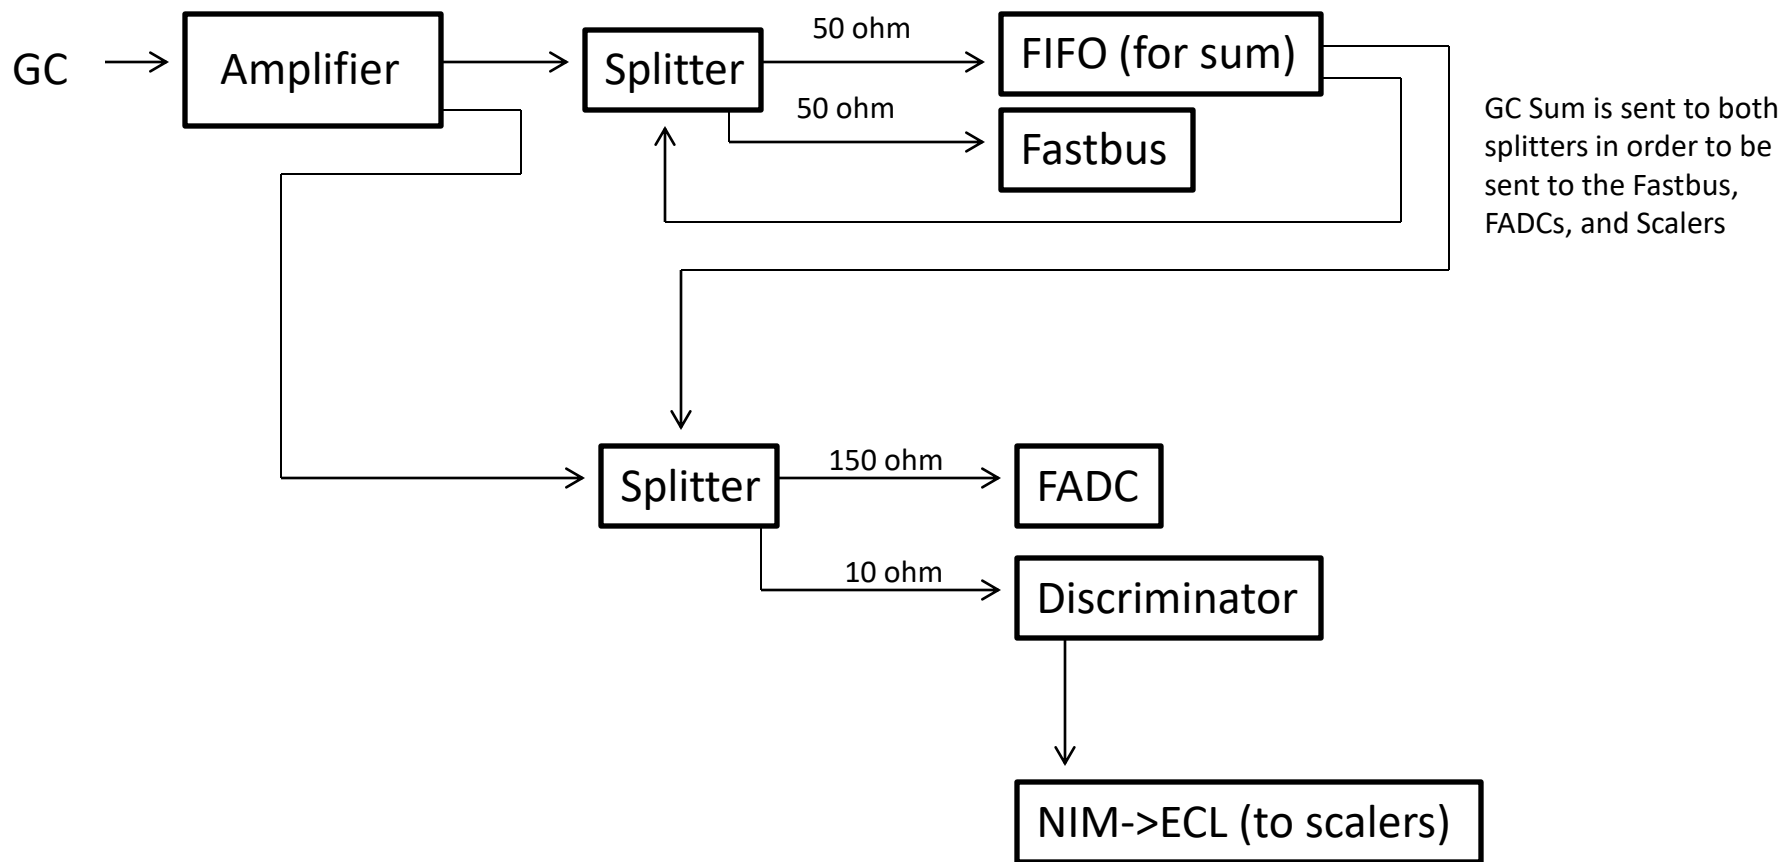 GC
Amplifier
Splitter
50 ohm
FIFO (for sum)
50 ohm
Fastbus
GC Sum is sent to both
splitters in order to be
sent to the Fastbus,
FADCs, and Scalers
Splitter
150 ohm
FADC
10 ohm
Discriminator
NIM->ECL (to scalers)